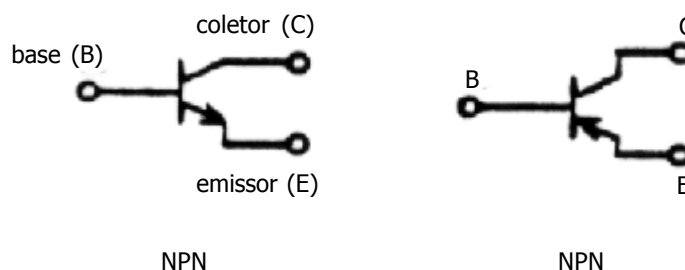 coletor (C)
base (B)
emissor (E)
NPN
C
B
E
NPN